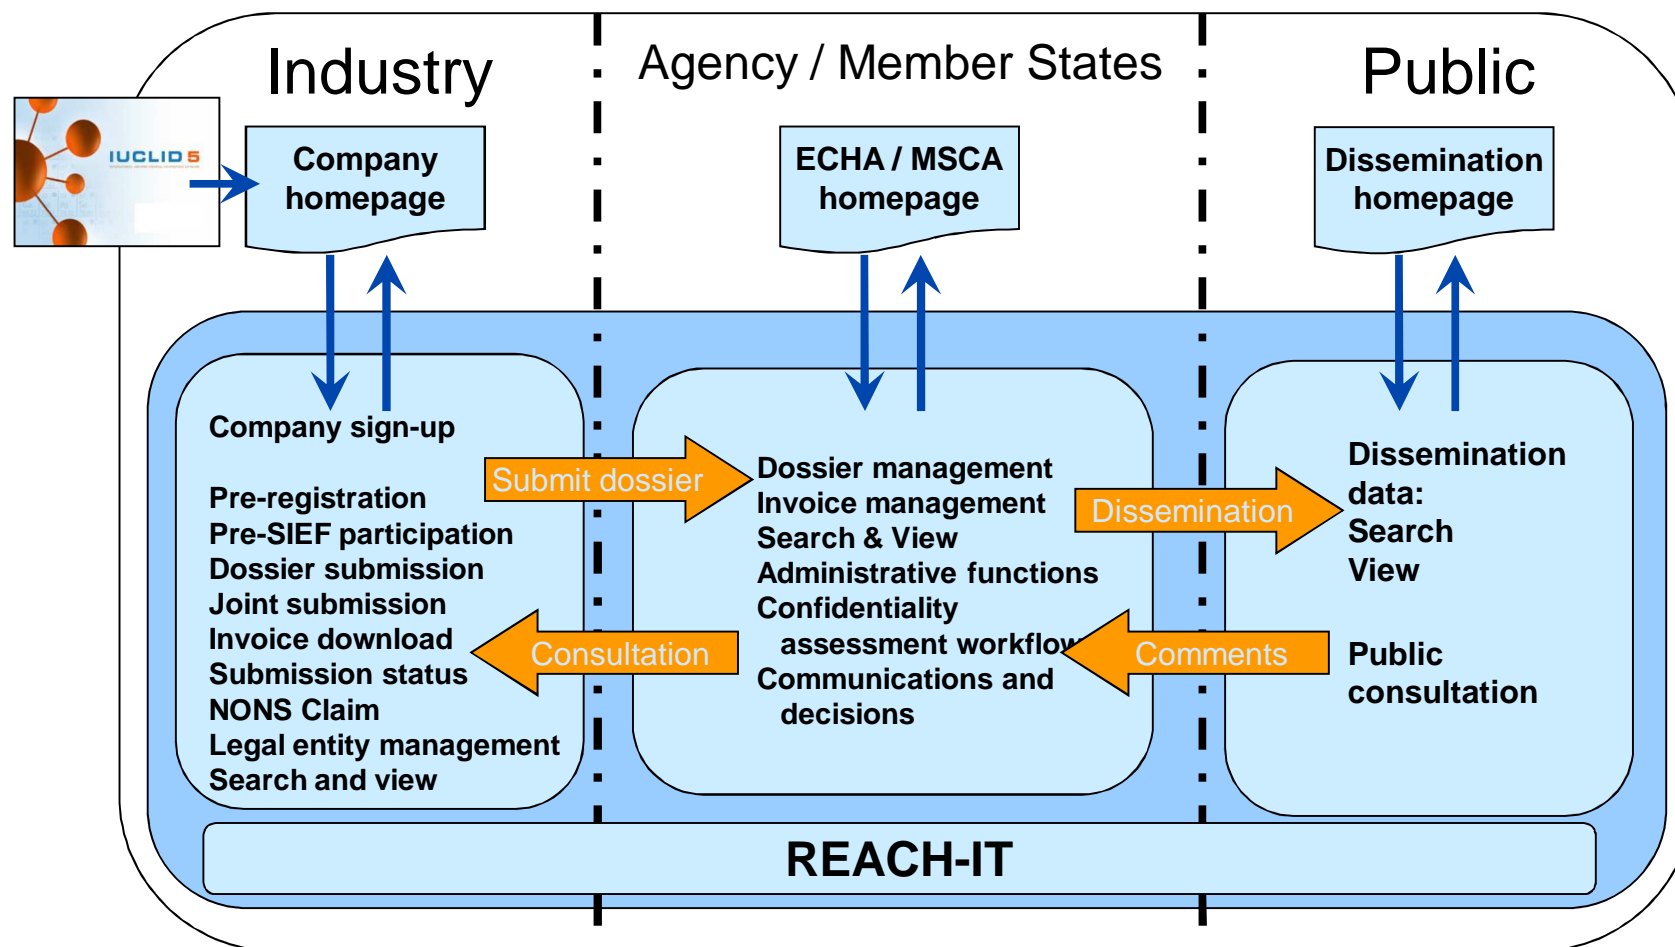 Industry
Agency / Member States
Public
IUCLID 5
Company
homepage
ECHA / MSCA
homepage
Dissemination
homepage
Company sign-up
Pre-registration
Pre-SIEF participation
Dossier submission
Joint submission
Invoice download
Submission status
NONS Claim
Legal entity management
Search and view
Submit dossier
Consultation
Dossier management
Invoice management
Search & View
Administrative functions
Confidentiality
assessment workflow
Communications and
decisions
Dissemination
Comments
Dissemination
data:
Search
View
Public
consultation
REACH-IT